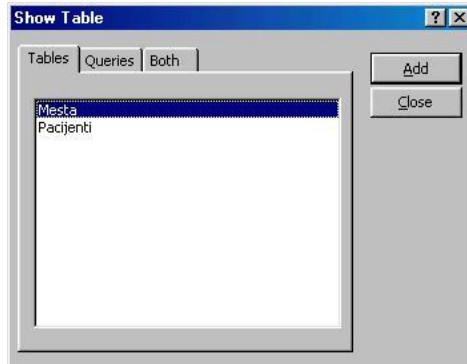 Show Table
Tables Queries Both
Add
Close
Mesta
Pacijenti